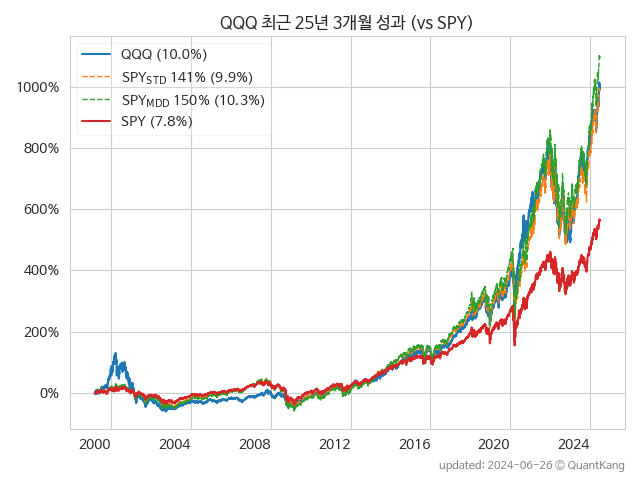 QQQ 최근 25년 3개월 성과 (vs SPY)
QQQ (10.0%)
SPY_STD 141% (9.9%)
SPY_MDD 150% (10.3%)
SPY (7.8%)
1000%
800%
600%
400%
200%
0%
2000 2004 2008 2012 2016 2020 2024
updated: 2024-06-26 © QuantKang